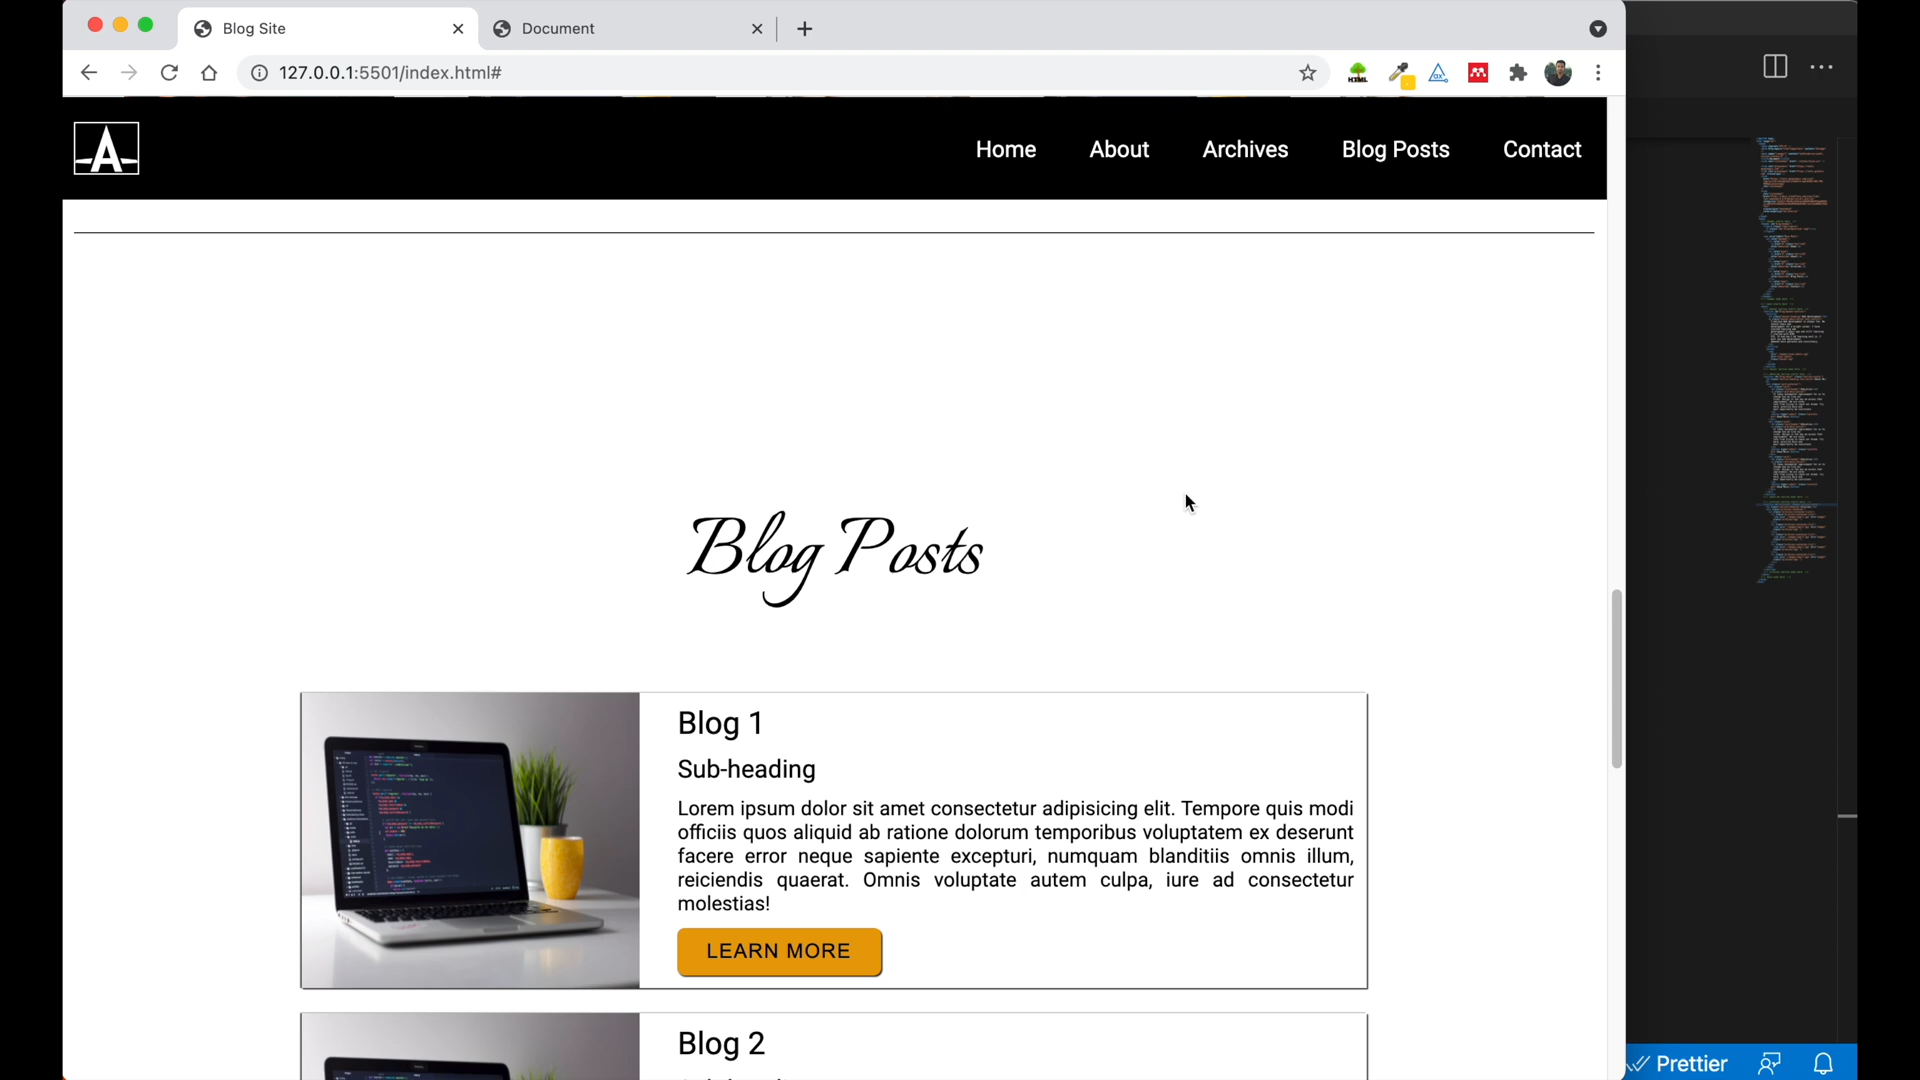 Blog Site
Document
127.0.0.1:5501/index.html#
Home
About
Archives
Blog Posts
Contact
Blog Posts
Blog 1
Sub-heading
Lorem ipsum dolor sit amet consectetur adipisicing elit. Tempore quis modi
officiis quos aliquid ab ratione dolorum temporibus voluptatem ex deserunt
facere error neque sapiente excepturi, numquam blanditiis omnis illum,
reiciendis quaerat. Omnis voluptate autem culpa, iure ad consectetur
molestias!
LEARN MORE
Blog 2
Prettier